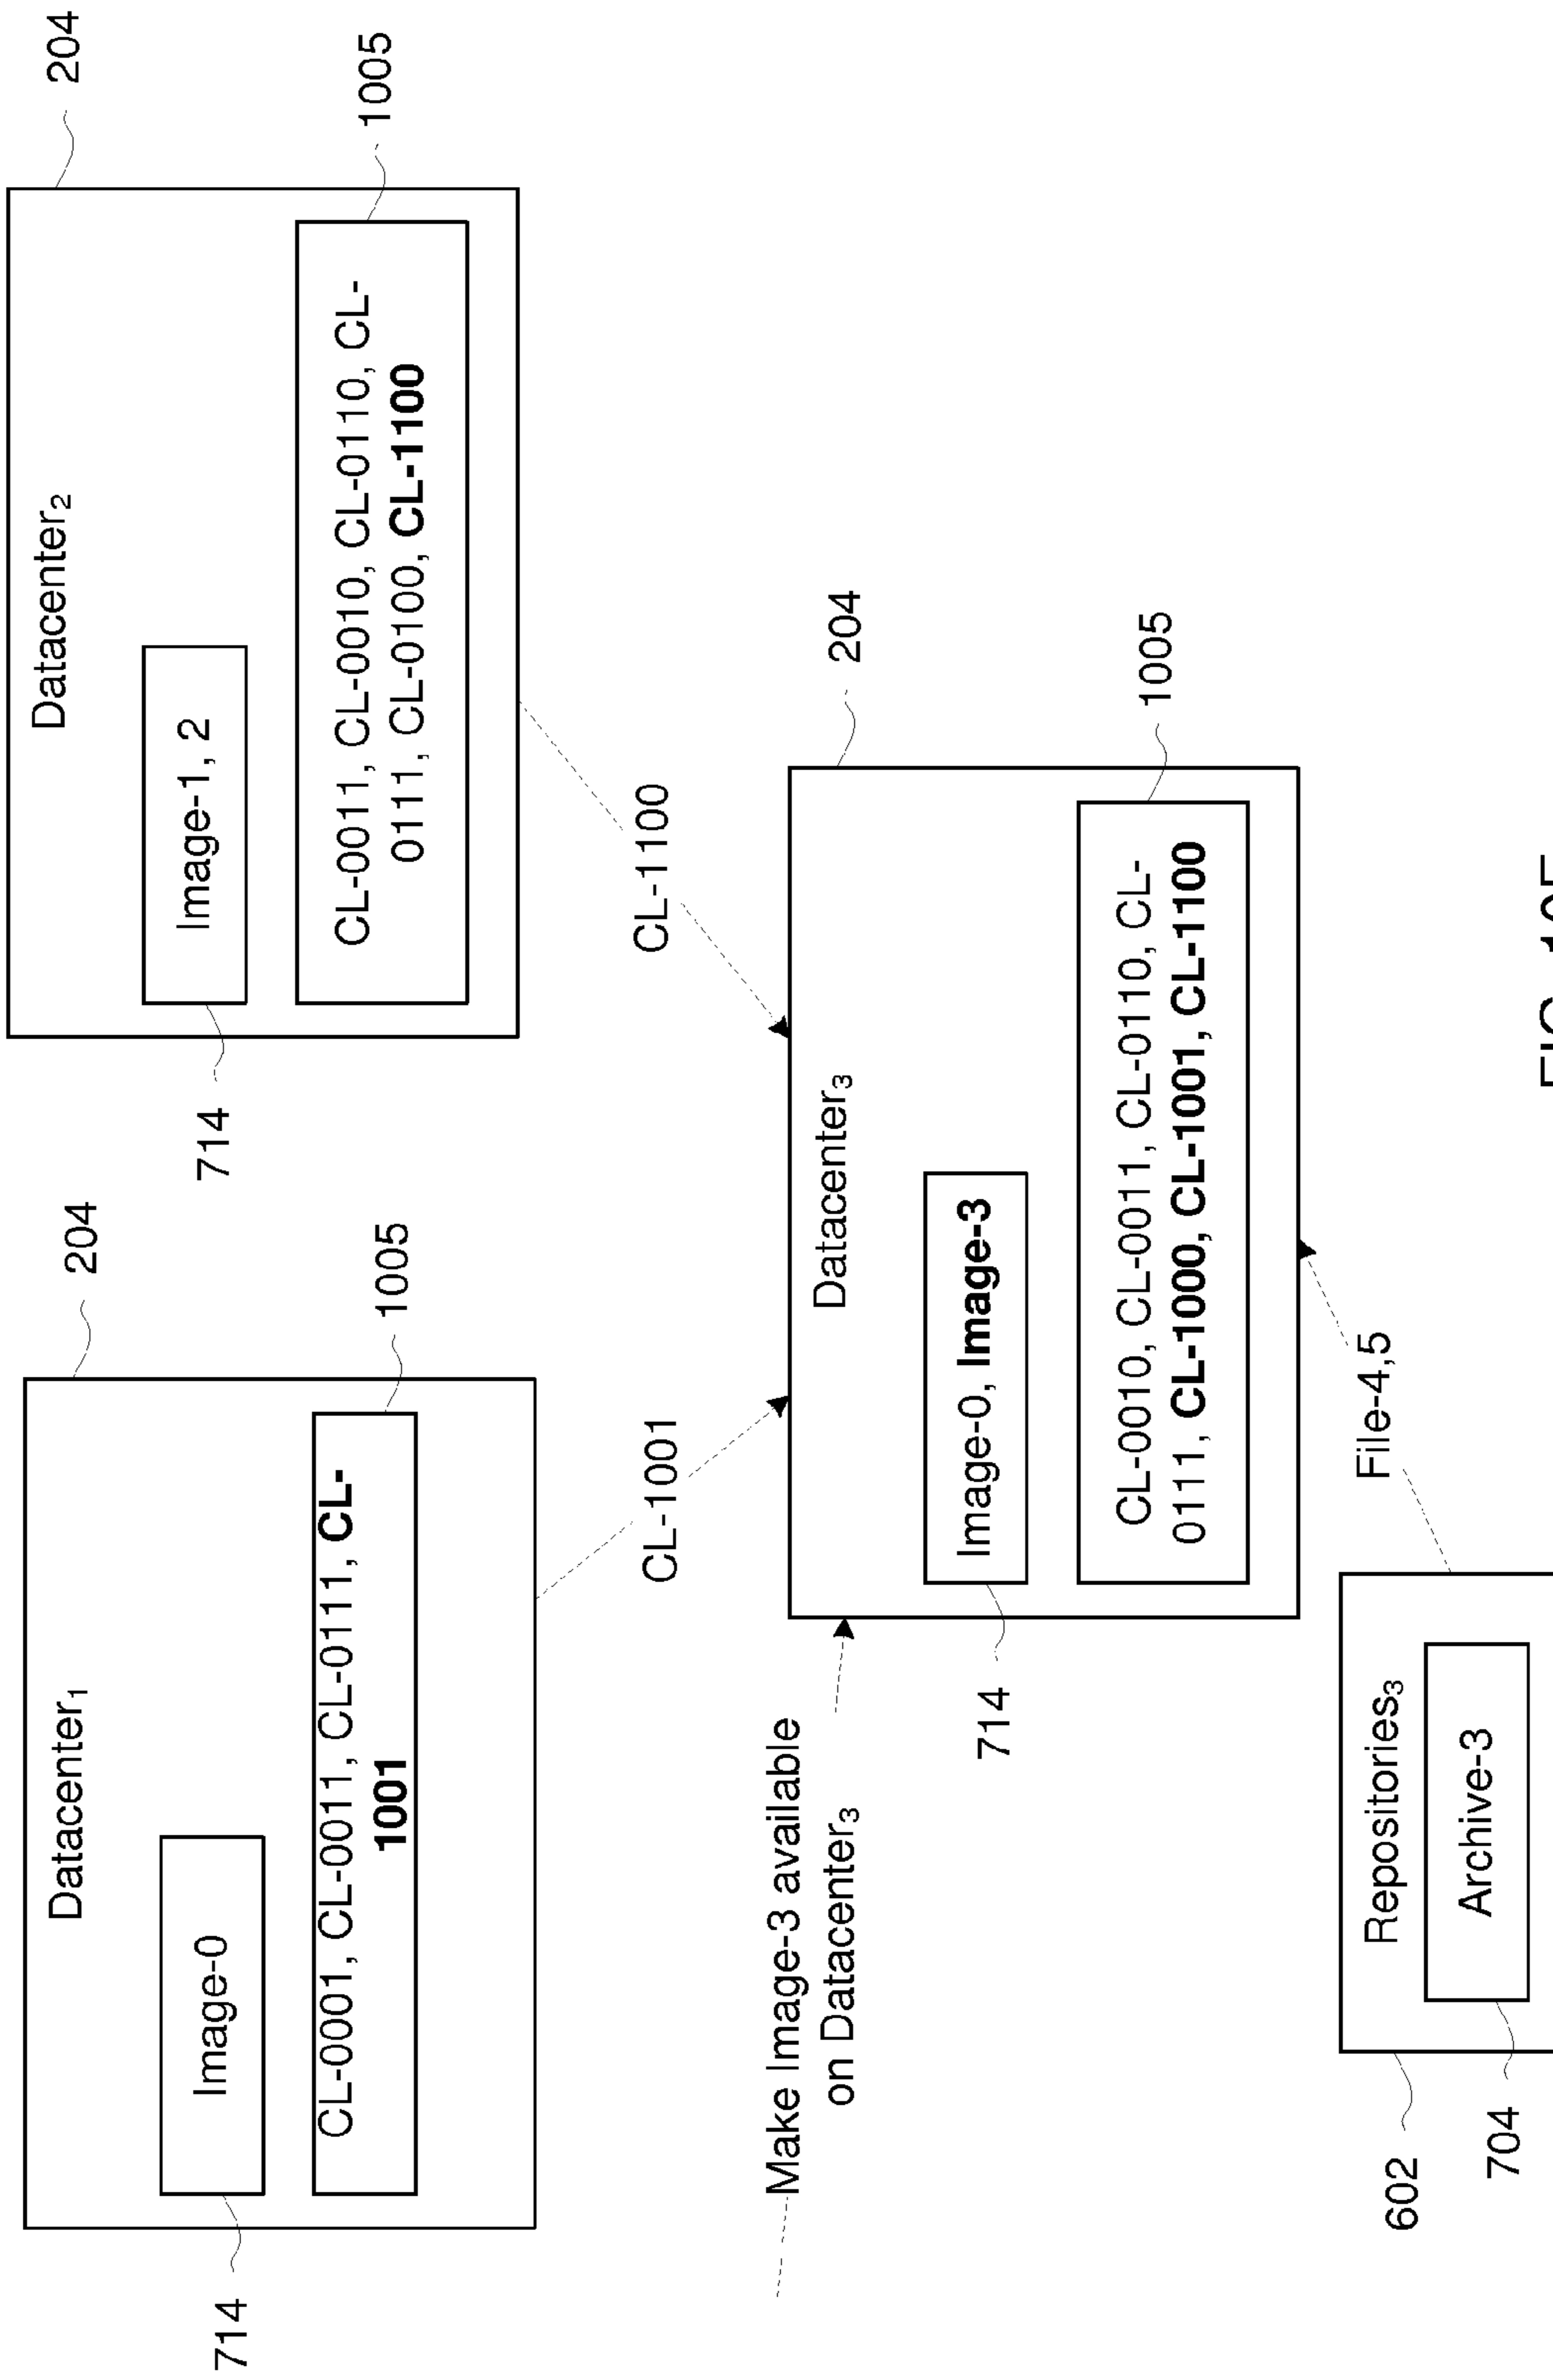 204
Datacenter₁
Image-0
714
CL-0001, CL-0011, CL-0011, CL-0111, CL-
1001
1005
204
Datacenter₂
Image-1, 2
714
CL-0011, CL-0010, CL-0110, CL-
0111, CL-0100, CL-1100
1005
CL-1001
CL-1100
Make Image-3 available
on Datacenter₃
204
Datacenter₃
Image-0, Image-3
714
CL-0010, CL-0011, CL-0110, CL-
0111, CL-1000, CL-1001, CL-1100
1005
File-4,5
Repositories₃
602
Archive-3
704